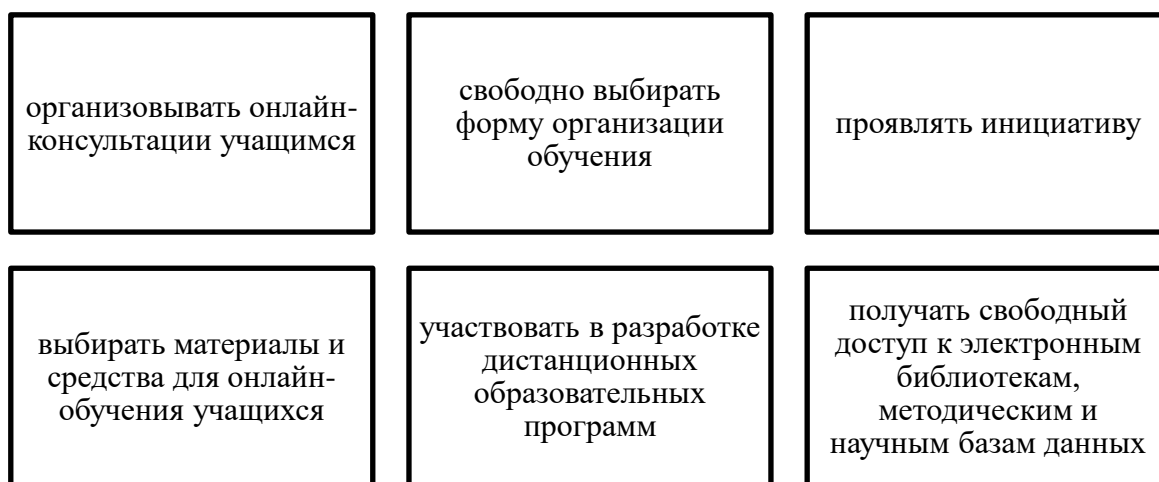 организовывать онлайн-
консультации учащимся
свободно выбирать
форму организации
обучения
проявлять инициативу
выбирать материалы и
средства для онлайн-
обучения учащихся
участвовать в разработке
дистанционных
образовательных
программ
получать свободный
доступ к электронным
библиотекам,
методическим и
научным базам данных